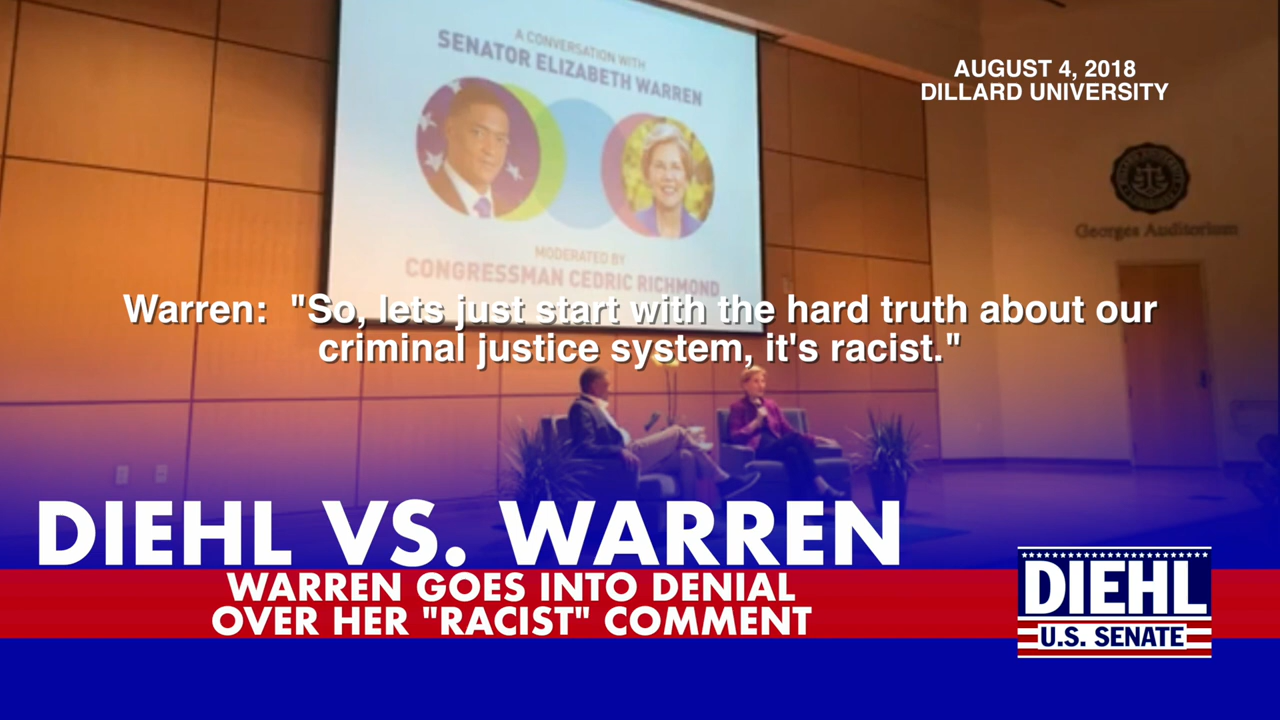 A CONVERSATION WITH
SENATOR ELIZABETH WARREN
MODERATED BY
CONGRESSMAN CEDRIC RICHMOND
AUGUST 4, 2018
DILLARD UNIVERSITY
Georges Auditorium
Warren: "So, lets just start with the hard truth about our
criminal justice system, it's racist."
DIEHL VS. WARREN
WARREN GOES INTO DENIAL
OVER HER "RACIST" COMMENT
DIEHL
U.S. SENATE